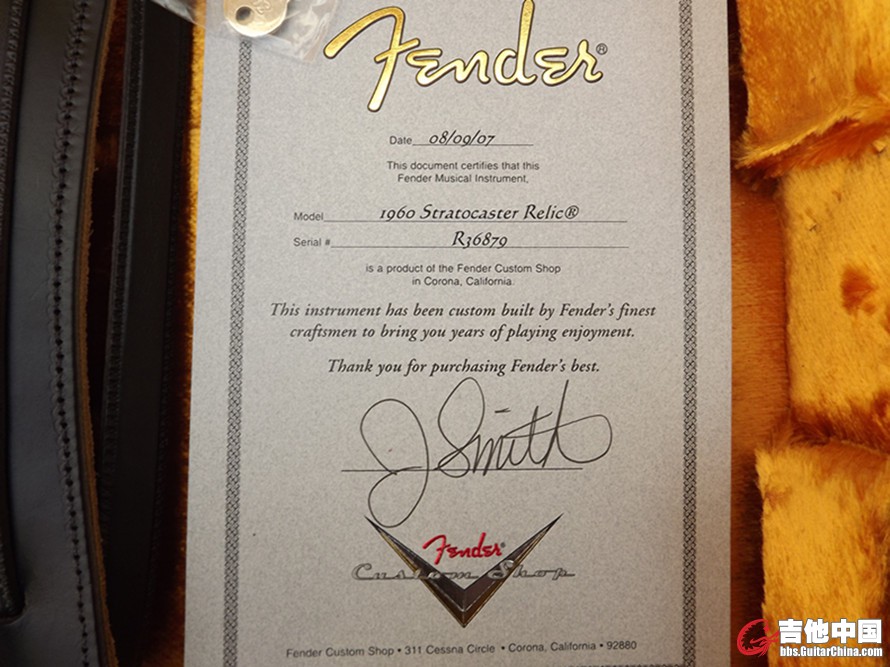 Fender®
Date 08/09/07
This document certifies that this
Fender Musical Instrument,
Model 1960 Stratocaster Relic®
Serial # R36879
is a product of the Fender Custom Shop
in Corona, California.
This instrument has been custom built by Fender's finest
craftsmen to bring you years of playing enjoyment.
Thank you for purchasing Fender's best.
J Smith
Fender®
Custom Shop
Fender Custom Shop • 311 Cessna Circle • Corona, California • 92880
吉他中国
bbs.GuitarChina.com